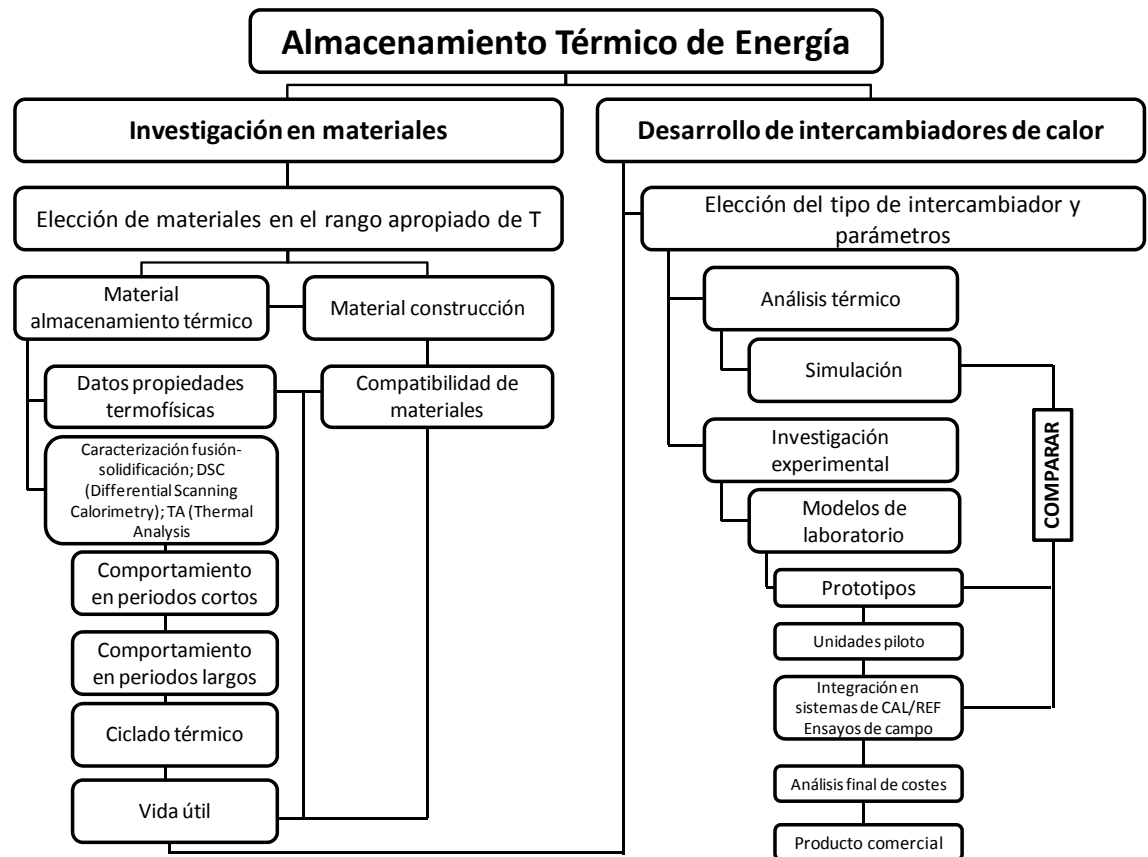 Almacenamiento Térmico de Energía
Investigación en materiales
Elección de materiales en el rango apropiado de T
Material
almacenamiento térmico
Material construcción
Datos propiedades
termofísicas
Compatibilidad de
materiales
Caracterización fusión-
solidificación; DSC
(Differential Scanning
Calorimetry); TA (Thermal
Analysis
Comportamiento
en periodos cortos
Comportamiento
en periodos largos
Ciclado térmico
Vida útil
Desarrollo de intercambiadores de calor
Elección del tipo de intercambiador y
parámetros
Análisis térmico
Simulación
Investigación
experimental
Modelos de
laboratorio
Prototipos
Unidades piloto
Integración en
sistemas de CAL/REF
Ensayos de campo
Análisis final de costes
Producto comercial
COMPARAR